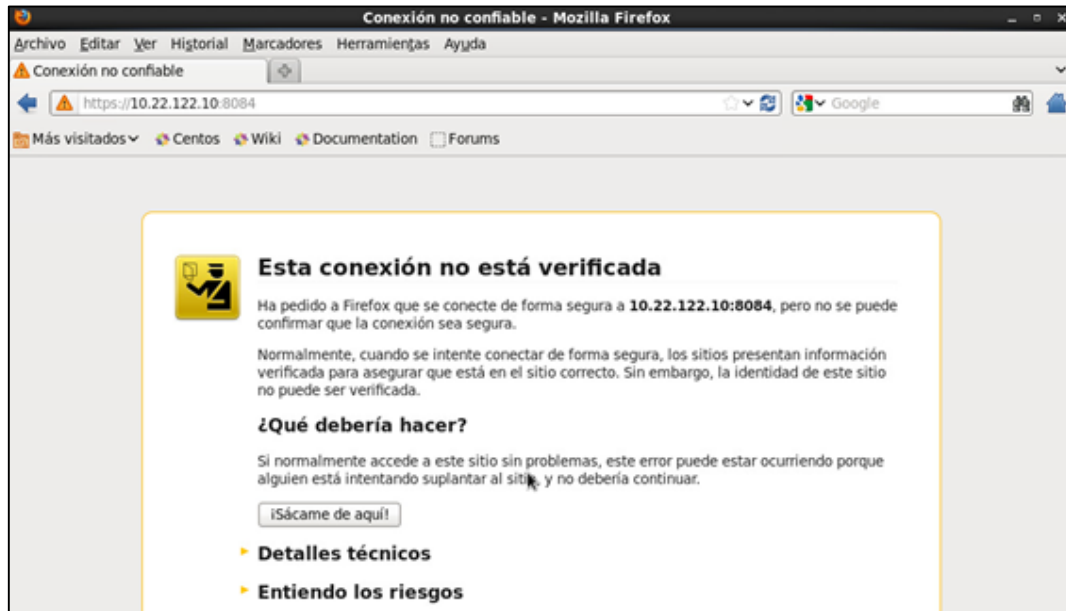 Conexión no confiable - Mozilla Firefox
Archivo Editar Ver Historial Marcadores Herramientas Ayuda
Conexión no confiable
https://10.22.122.10:8084
Google
Más visitados Centos Wiki Documentation Forums
Esta conexión no está verificada
Ha pedido a Firefox que se conecte de forma segura a 10.22.122.10:8084, pero no se puede
confirmar que la conexión sea segura.
Normalmente, cuando se intente conectar de forma segura, los sitios presentan información
verificada para asegurar que está en el sitio correcto. Sin embargo, la identidad de este sitio
no puede ser verificada.
¿Qué debería hacer?
Si normalmente accede a este sitio sin problemas, este error puede estar ocurriendo porque
alguien está intentando suplantar al sitio, y no debería continuar.
¡Sácame de aquí!
Detalles técnicos
Entiendo los riesgos